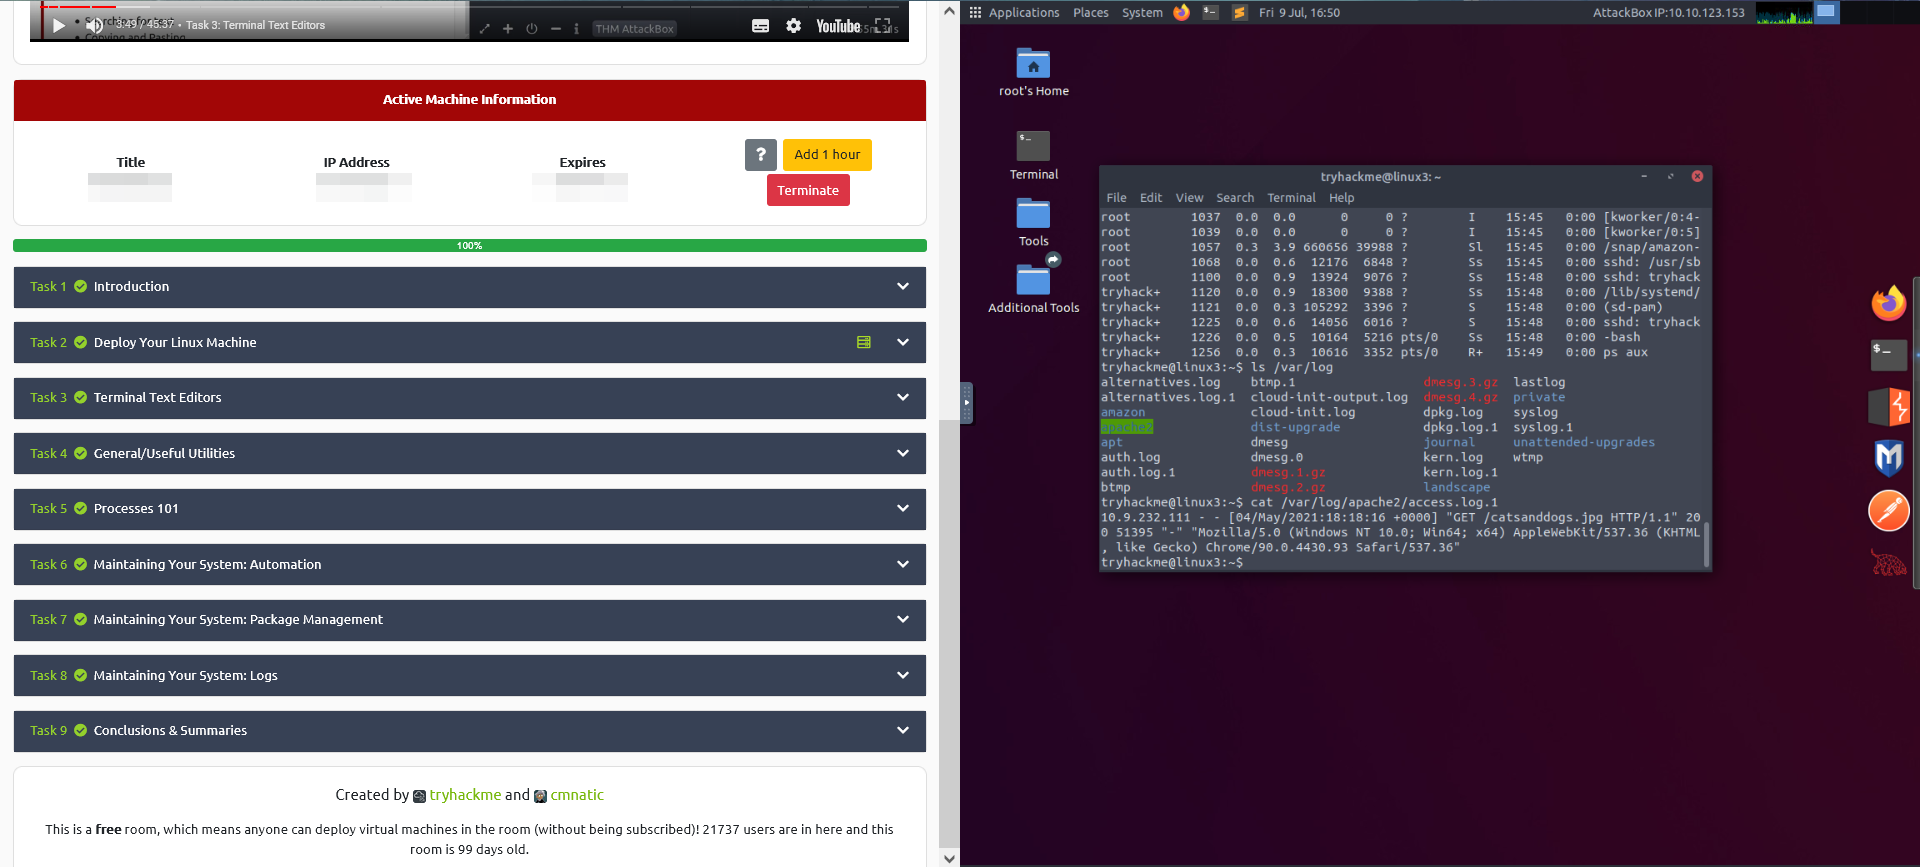 Searching for text
Copying and Pasting
3:49 / 45:37 • Task 3: Terminal Text Editors
THM AttackBox
YouTube
Active Machine Information
Title
IP Address
Expires
?
Add 1 hour
Terminate
100%
Task 1 Introduction
Task 2 Deploy Your Linux Machine
Task 3 Terminal Text Editors
Task 4 General/Useful Utilities
Task 5 Processes 101
Task 6 Maintaining Your System: Automation
Task 7 Maintaining Your System: Package Management
Task 8 Maintaining Your System: Logs
Task 9 Conclusions & Summaries
Created by tryhackme and cmnatic
This is a free room, which means anyone can deploy virtual machines in the room (without being subscribed)! 21737 users are in here and this
room is 99 days old.
Applications Places System Fri 9 Jul, 16:50 AttackBox IP:10.10.123.153
root's Home
Terminal
Tools
Additional Tools
tryhackme@linux3: ~
File Edit View Search Terminal Help
root 1037 0.0 0.0 0 0 ? I 15:45 0:00 [kworker/0:4-
root 1039 0.0 0.0 0 0 ? I 15:45 0:00 [kworker/0:5]
root 1057 0.3 3.9 660656 39988 ? Sl 15:45 0:00 /snap/amazon-
root 1068 0.0 0.6 12176 6848 ? Ss 15:45 0:00 sshd: /usr/sb
root 1100 0.0 0.9 13924 9076 ? Ss 15:48 0:00 sshd: tryhack
tryhack+ 1120 0.0 0.9 18300 9388 ? Ss 15:48 0:00 /lib/systemd/
tryhack+ 1121 0.0 0.3 105292 3396 ? S 15:48 0:00 (sd-pam)
tryhack+ 1225 0.0 0.6 14056 6016 ? S 15:48 0:00 sshd: tryhack
tryhack+ 1226 0.0 0.5 10164 5216 pts/0 Ss 15:48 0:00 -bash
tryhack+ 1256 0.0 0.3 10616 3352 pts/0 R+ 15:49 0:00 ps aux
tryhackme@linux3:~$ ls /var/log
alternatives.log btmp.1 dmesg.3.gz lastlog
alternatives.log.1 cloud-init-output.log dmesg.4.gz private
amazon cloud-init.log dpkg.log syslog
apache2 dist-upgrade dpkg.log.1 syslog.1
apt dmesg journal unattended-upgrades
auth.log dmesg.0 kern.log wtmp
auth.log.1 dmesg.1.gz kern.log.1
btmp dmesg.2.gz landscape
tryhackme@linux3:~$ cat /var/log/apache2/access.log.1
10.9.232.111 - - [04/May/2021:18:18:16 +0000] "GET /catsanddogs.jpg HTTP/1.1" 20
0 51395 "-" "Mozilla/5.0 (Windows NT 10.0; Win64; x64) AppleWebKit/537.36 (KHTML
, like Gecko) Chrome/90.0.4430.93 Safari/537.36"
tryhackme@linux3:~$